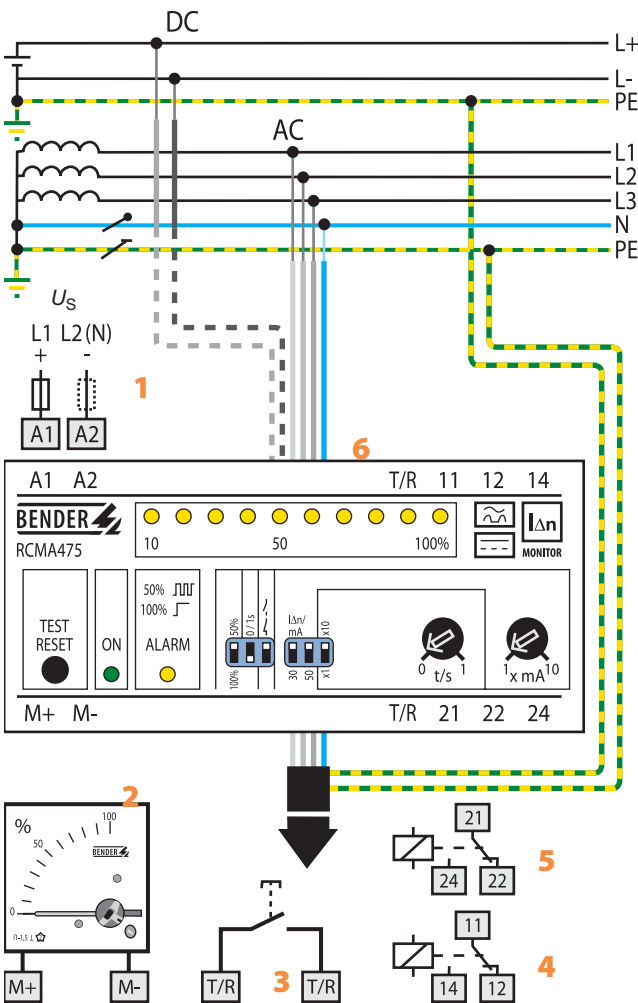 DC
L+
L-
PE
AC
L1
L2
L3
N
PE
US
L1 L2 (N)
+ -
1
A1 A2
6
A1 A2 T/R 11 12 14
BENDER
RCMA475
10 50 100%
IΔn
MONITOR
TEST
RESET
ON
50%
100%
ALARM
50%
100%
0 / 1s
IΔn/
mA
x10
30
50
x1
0 t/s 1
1 x mA 10
M+ M- T/R 21 22 24
2
%
0
50
100
BENDER
0-1,5
M+ M-
T/R 3 T/R
21
24 22
5
11
14 12
4